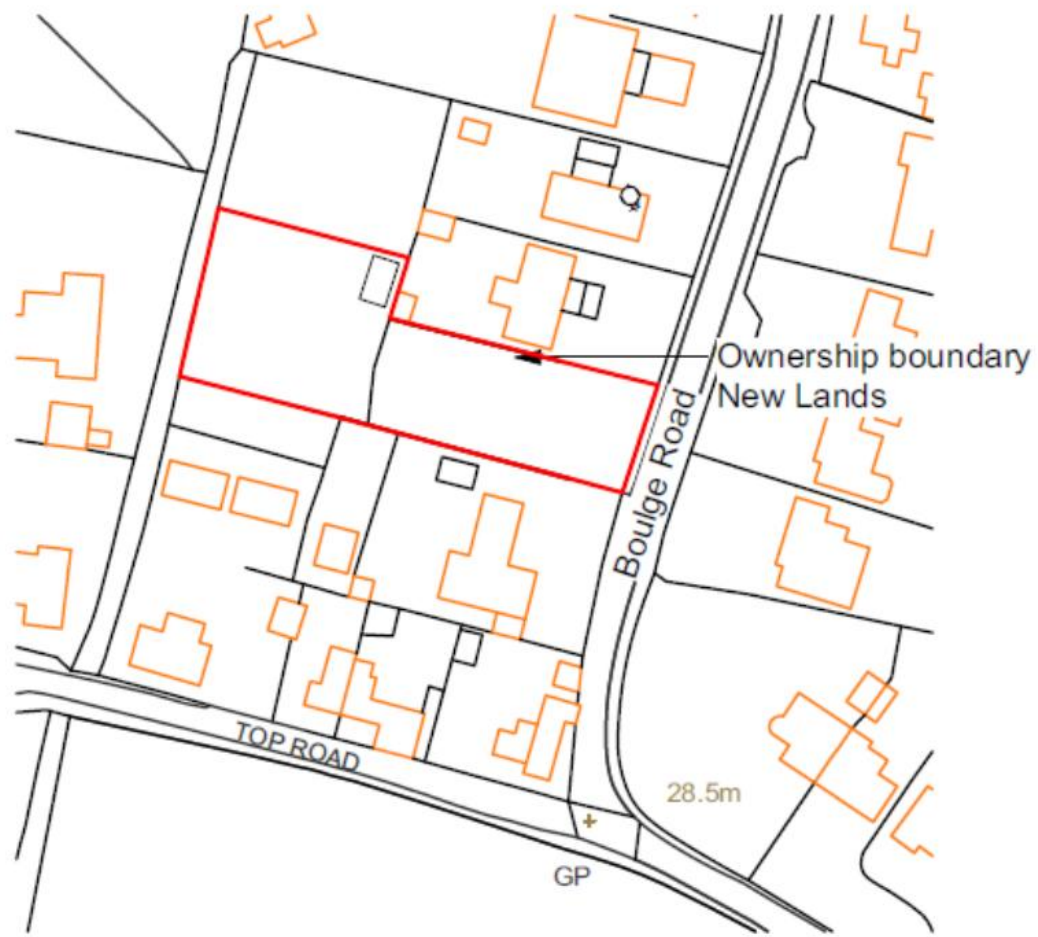 Ownership boundary
New Lands
Boulge Road
TOP ROAD
28.5m
GP